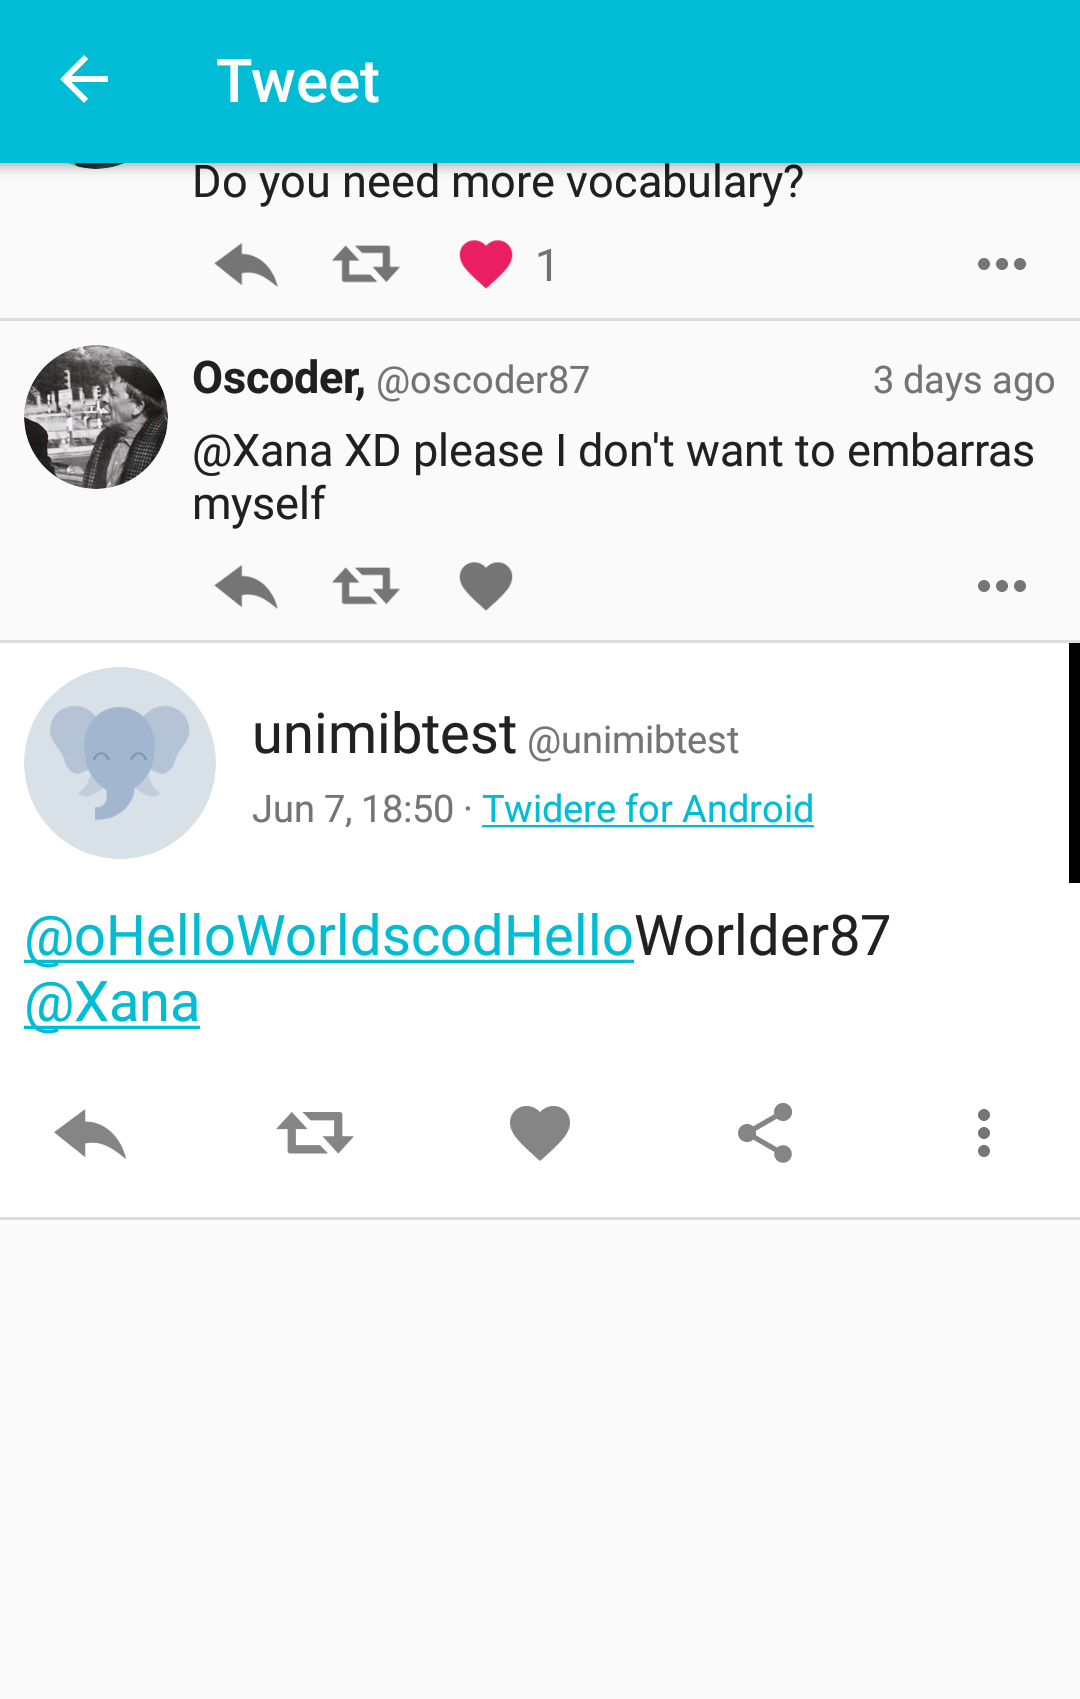 Tweet
Do you need more vocabulary?
1
Oscoder, @oscoder87 3 days ago
@Xana XD please I don't want to embarras
myself
unimibtest @unimibtest
Jun 7, 18:50 · Twidere for Android
@oHelloWorldscodHelloWorlder87
@Xana